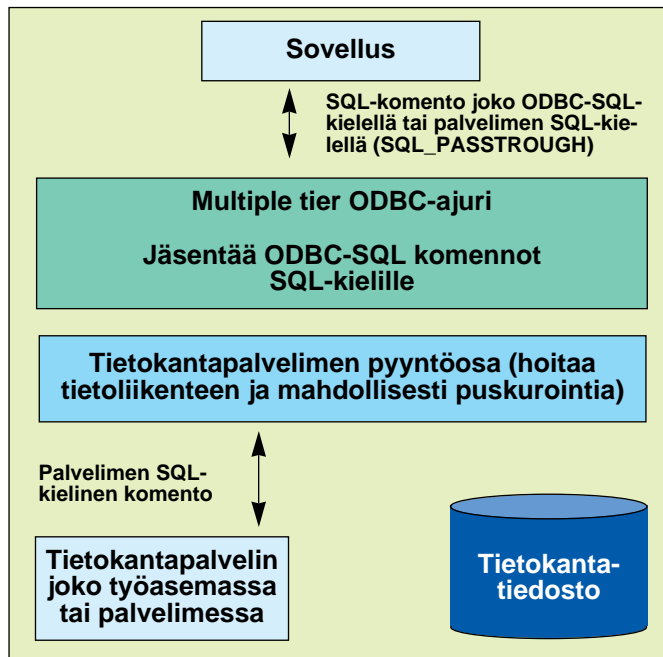 Sovellus
SQL-komento joko ODBC-SQL-
kielellä tai palvelimen SQL-kie-
lellä (SQL_PASSTROUGH)
Multiple tier ODBC-ajuri
Jäsentää ODBC-SQL komennot
SQL-kielille
Tietokantapalvelimen pyyntöosa (hoitaa
tietoliikenteen ja mahdollisesti puskurointia)
Palvelimen SQL-
kielinen komento
Tietokantapalvelin
joko työasemassa
tai palvelimessa
Tietokanta-
tiedosto